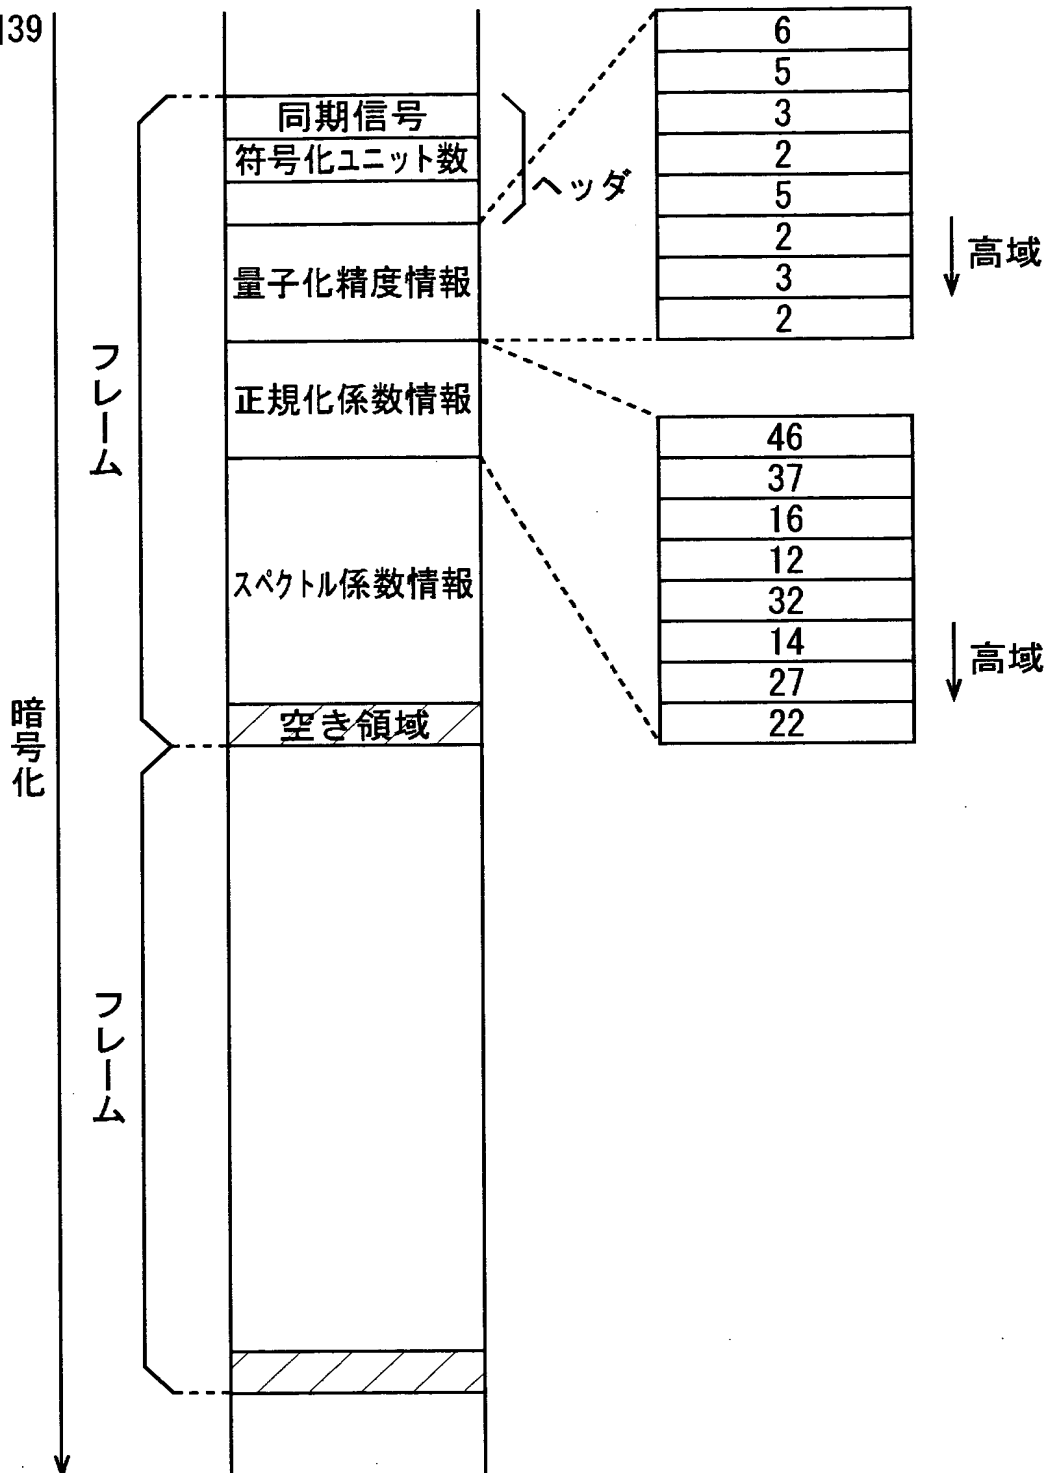 39
同期信号
符号化ユニット数
ヘッダ
量子化精度情報
正規化係数情報
スペクトル係数情報
空き領域
フレーム
フレーム
暗号化
6
5
3
2
5
2
3
2
高域
46
37
16
12
32
14
27
22
高域